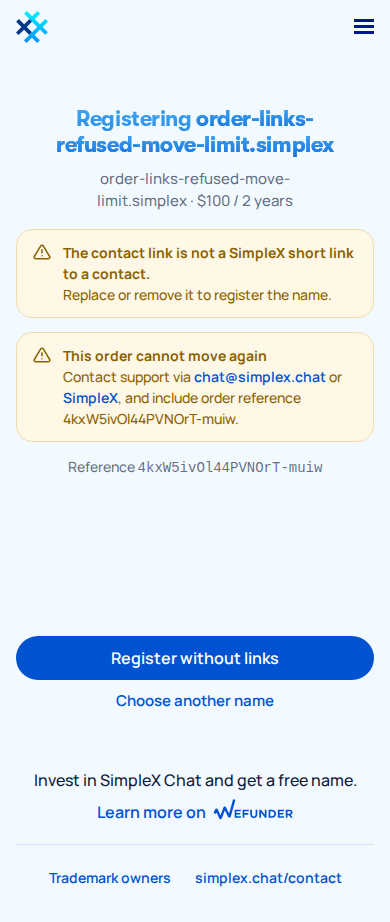 Registering order-links-
refused-move-limit.simplex
order-links-refused-move-
limit.simplex · $100 / 2 years
The contact link is not a SimpleX short link
to a contact.
Replace or remove it to register the name.
This order cannot move again
Contact support via chat@simplex.chat or
SimpleX, and include order reference
4kxW5ivOl44PVNOrT-muiw.
Reference 4kxW5ivOl44PVNOrT-muiw
Register without links
Choose another name
Invest in SimpleX Chat and get a free name.
Learn more on WEFUNDER
Trademark owners simplex.chat/contact